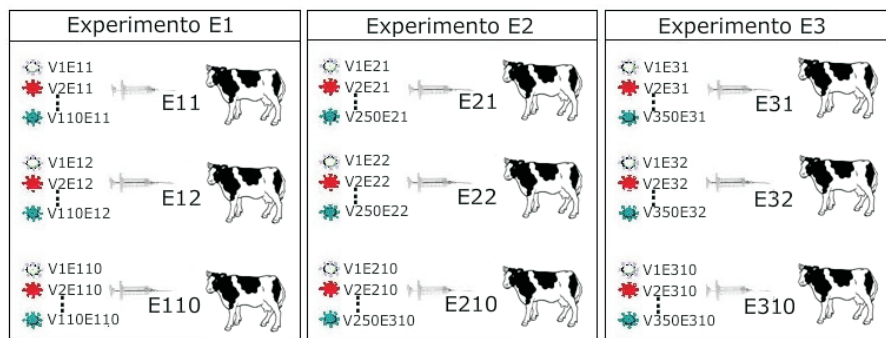 Experimento E1
V1E11
V2E11
V110E11
E11
V1E12
V2E12
V110E12
E12
V1E110
V2E110
V110E110
E110
Experimento E2
V1E21
V2E21
V250E21
E21
V1E22
V2E22
V250E22
E22
V1E210
V2E210
V250E310
E210
Experimento E3
V1E31
V2E31
V350E31
E31
V1E32
V2E32
V350E32
E32
V1E310
V2E310
V350E310
E310